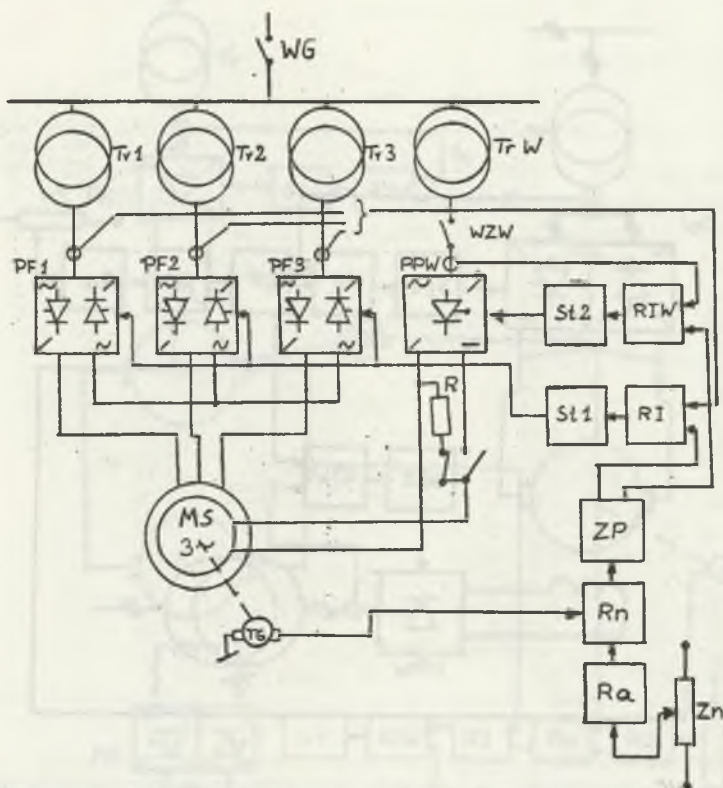 WG
Tr1
Tr2
Tr3
Tr W
WZW
PF1
PF2
PF3
PPW
~
~
~
~
~
~
~
St2
RIW
R
St1
RI
MS
3~
ZP
TG
Rn
Ra
Zn